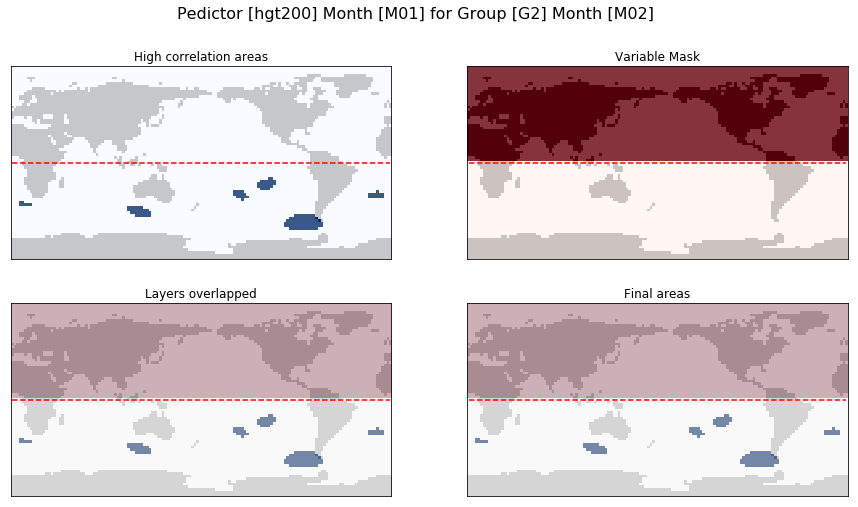 Pedictor [hgt200] Month [M01] for Group [G2] Month [M02]
High correlation areas
Variable Mask
Layers overlapped
Final areas